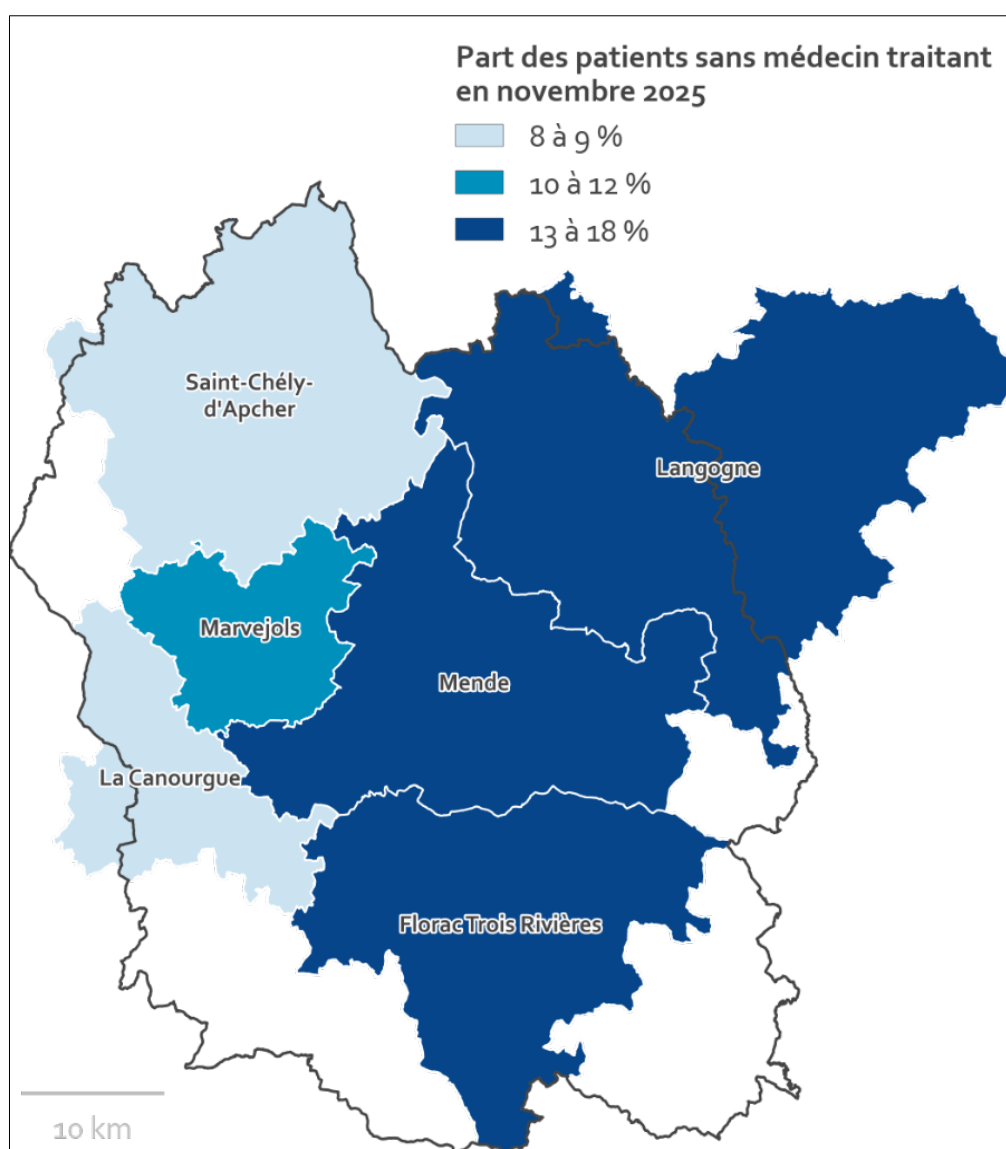 Part des patients sans médecin traitant
en novembre 2025
8 à 9 %
10 à 12 %
13 à 18 %
Saint-Chély-
d'Apcher
Langogne
Marvejols
Mende
La Canourgue
Florac Trois Rivières
10 km